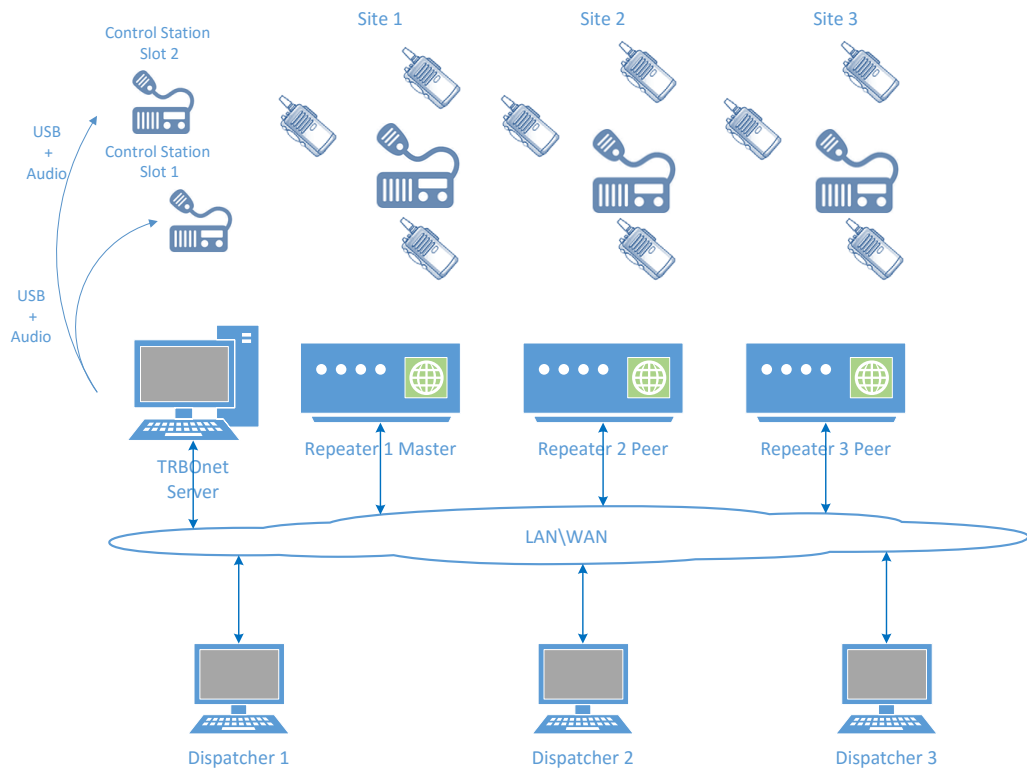 Site 1
Site 2
Site 3
Control Station
Slot 2
USB
+
Audio
Control Station
Slot 1
USB
+
Audio
TRBOnet
Server
Repeater 1 Master
Repeater 2 Peer
Repeater 3 Peer
LAN\WAN
Dispatcher 1
Dispatcher 2
Dispatcher 3